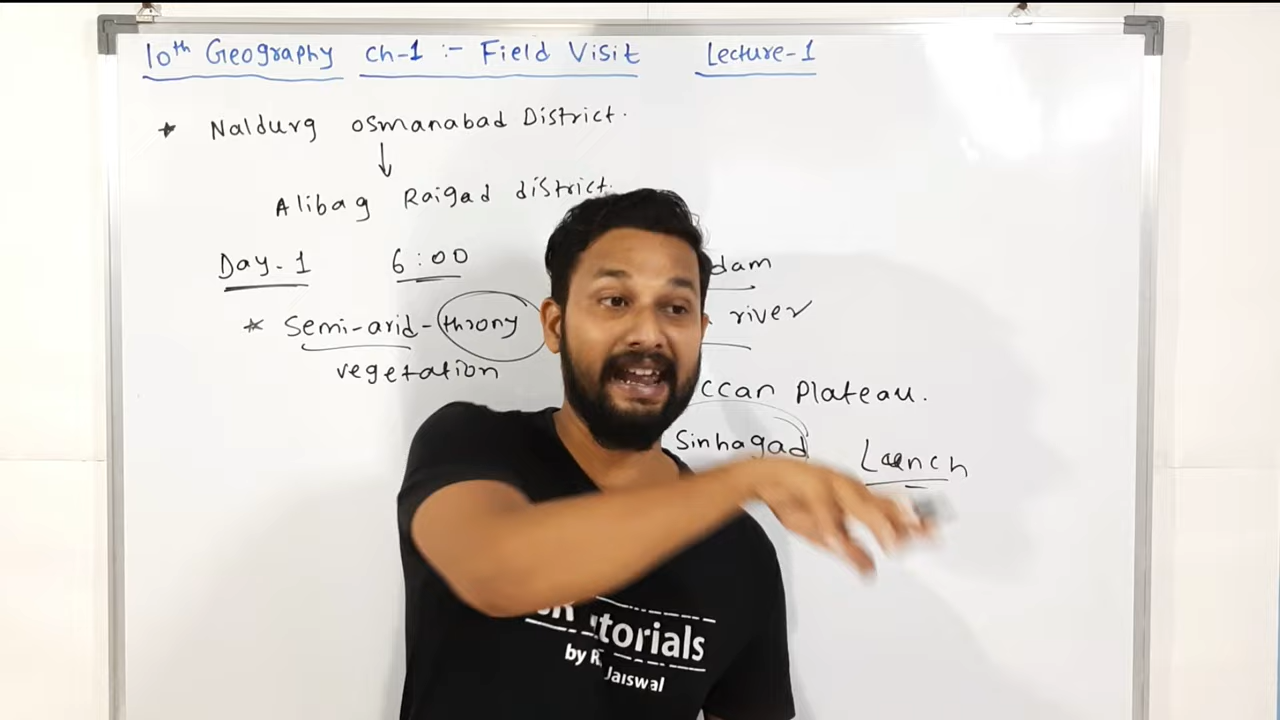 10th Geography ch-1 :- Field Visit Lecture-1
* Naldurg osmanabad District.
↓
Alibag Raigad district.
Day-1 6:00 dam
* Semi-arid-throny river
vegetation
ccan Plateau.
Sinhagad Launch
torials
by R. Jaiswal